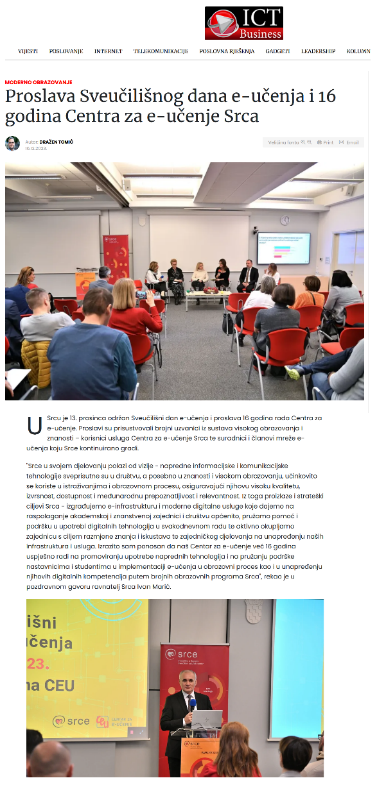 ICT
Business
VIJESTI POSLOVANJE INTERNET TELEKOMUNIKACIJE POSLOVNA RJEŠENJA GADGETI LEADERSHIP KOLUMN
MODERNO OBRAZOVANJE
Proslava Sveučilišnog dana e-učenja i 16
godina Centra za e-učenje Srca
Autor: DRAŽEN TOMIĆ
Print Email
U Srcu je 13. prosinca održan Sveučilišni dan e-učenja i proslava 16 godina rada Centra za
e-učenje. Proslavi su prisustvovali brojni uzvanici iz sustava visokog obrazovanja i
znanosti - korisnici usluga Centra za e-učenje Srca te suradnici i članovi mreže e-
učenja koju Srce kontinuirano gradi.
"Srce u svojem djelovanju polazi od vizije - napredne informacijske i komunikacijske
tehnologije sveprisutne su u društvu, a posebno u znanosti i visokom obrazovanju, učinkovito
se koriste u istraživačkima i obrazovnom procesu, osiguravajući njihovu visoku kvalitetu,
izvrsnost, dostupnost i međunarodnu prepoznatljivost i relevantnost. Iz toga proizlaze i strateški
ciljevi Srca - izgrađujemo e-infrastrukturu i moderne digitalne usluge koje dajemo na
raspolaganje akademskoj i znanstvenoj zajednici i društvu općenito, pružamo pomoć i
podršku u upotrebi digitalnih tehnologija u svakodnevnom radu te aktivno okupljamo
zajednicu s ciljem razmjene znanja i iskustava te zajedničkog djelovanja na unaprjeđenju naših
infrastruktura i usluga. Izrazito sam ponosan da naš Centar za e-učenje već 16 godina
uspješno radi na promoviranju upotrebe naprednih tehnologija i na pružanju podrške
nastavnicima i studentima u implementaciji e-učenja u obrazovni proces kao i u unapređenju
njihovih digitalnih kompetencija putem brojnih obrazovnih programa Srca", rekao je u
pozdravnom govoru ravnatelj Srca Ivan Marić.
išni
učenja
23.
na CEU
srce
srce